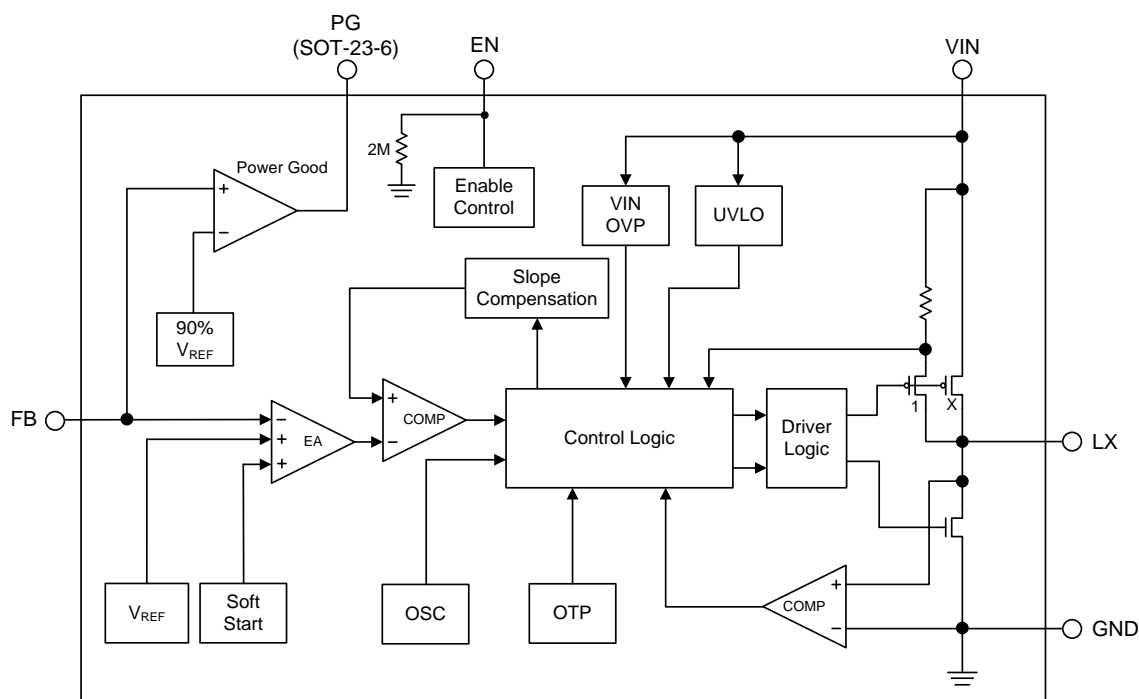 PG
(SOT-23-6)
EN
VIN
2M
Power Good
+
−
Enable
Control
VIN
OVP
UVLO
Slope
Compensation
90%
VREF
FB
−
+
+
EA
+
−
COMP
Control Logic
Driver
Logic
1
X
LX
VREF
Soft
Start
OSC
OTP
COMP
+
−
GND